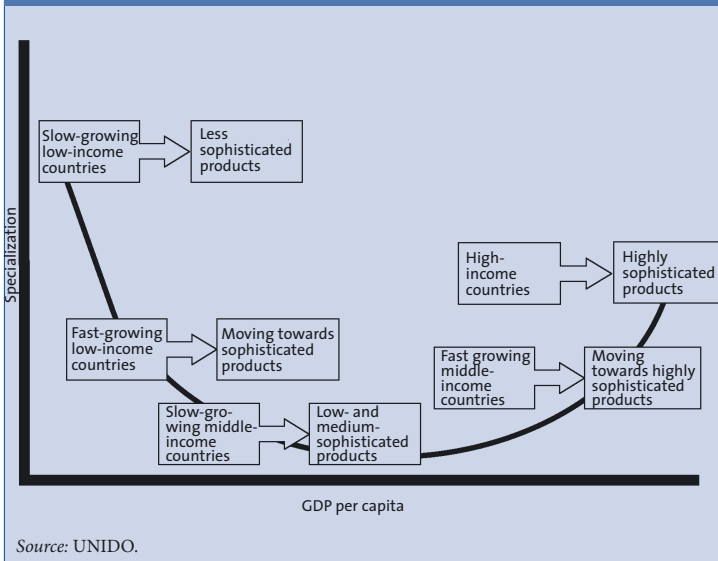 Specialization
Slow-growing
low-income
countries
Less
sophisticated
products
High-
income
countries
Highly
sophisticated
products
Fast-growing
low-income
countries
Moving towards
sophisticated
products
Fast growing
middle-
income
countries
Moving
towards highly
sophisticated
products
Slow-gro-
wing middle-
income
countries
Low- and
medium-
sophisticated
products
GDP per capita
Source: UNIDO.